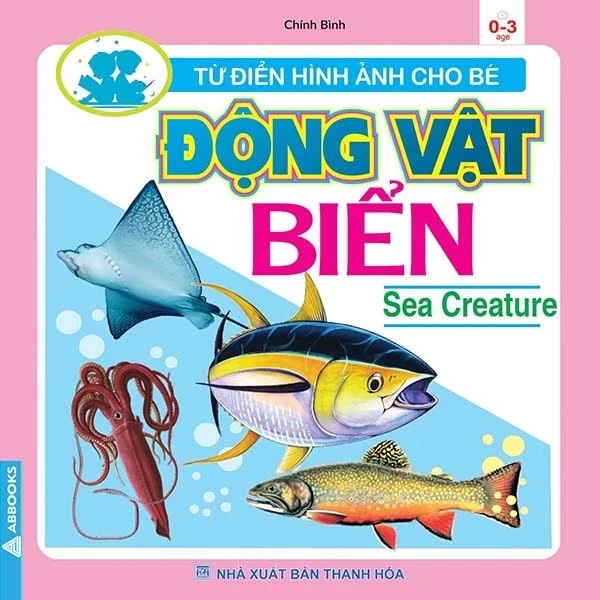 Chính Bình
0-3
age
TỪ ĐIỂN HÌNH ẢNH CHO BÉ
ĐỘNG VẬT
BIỂN
Sea Creature
ABBOOKS
NHÀ XUẤT BẢN THANH HÓA